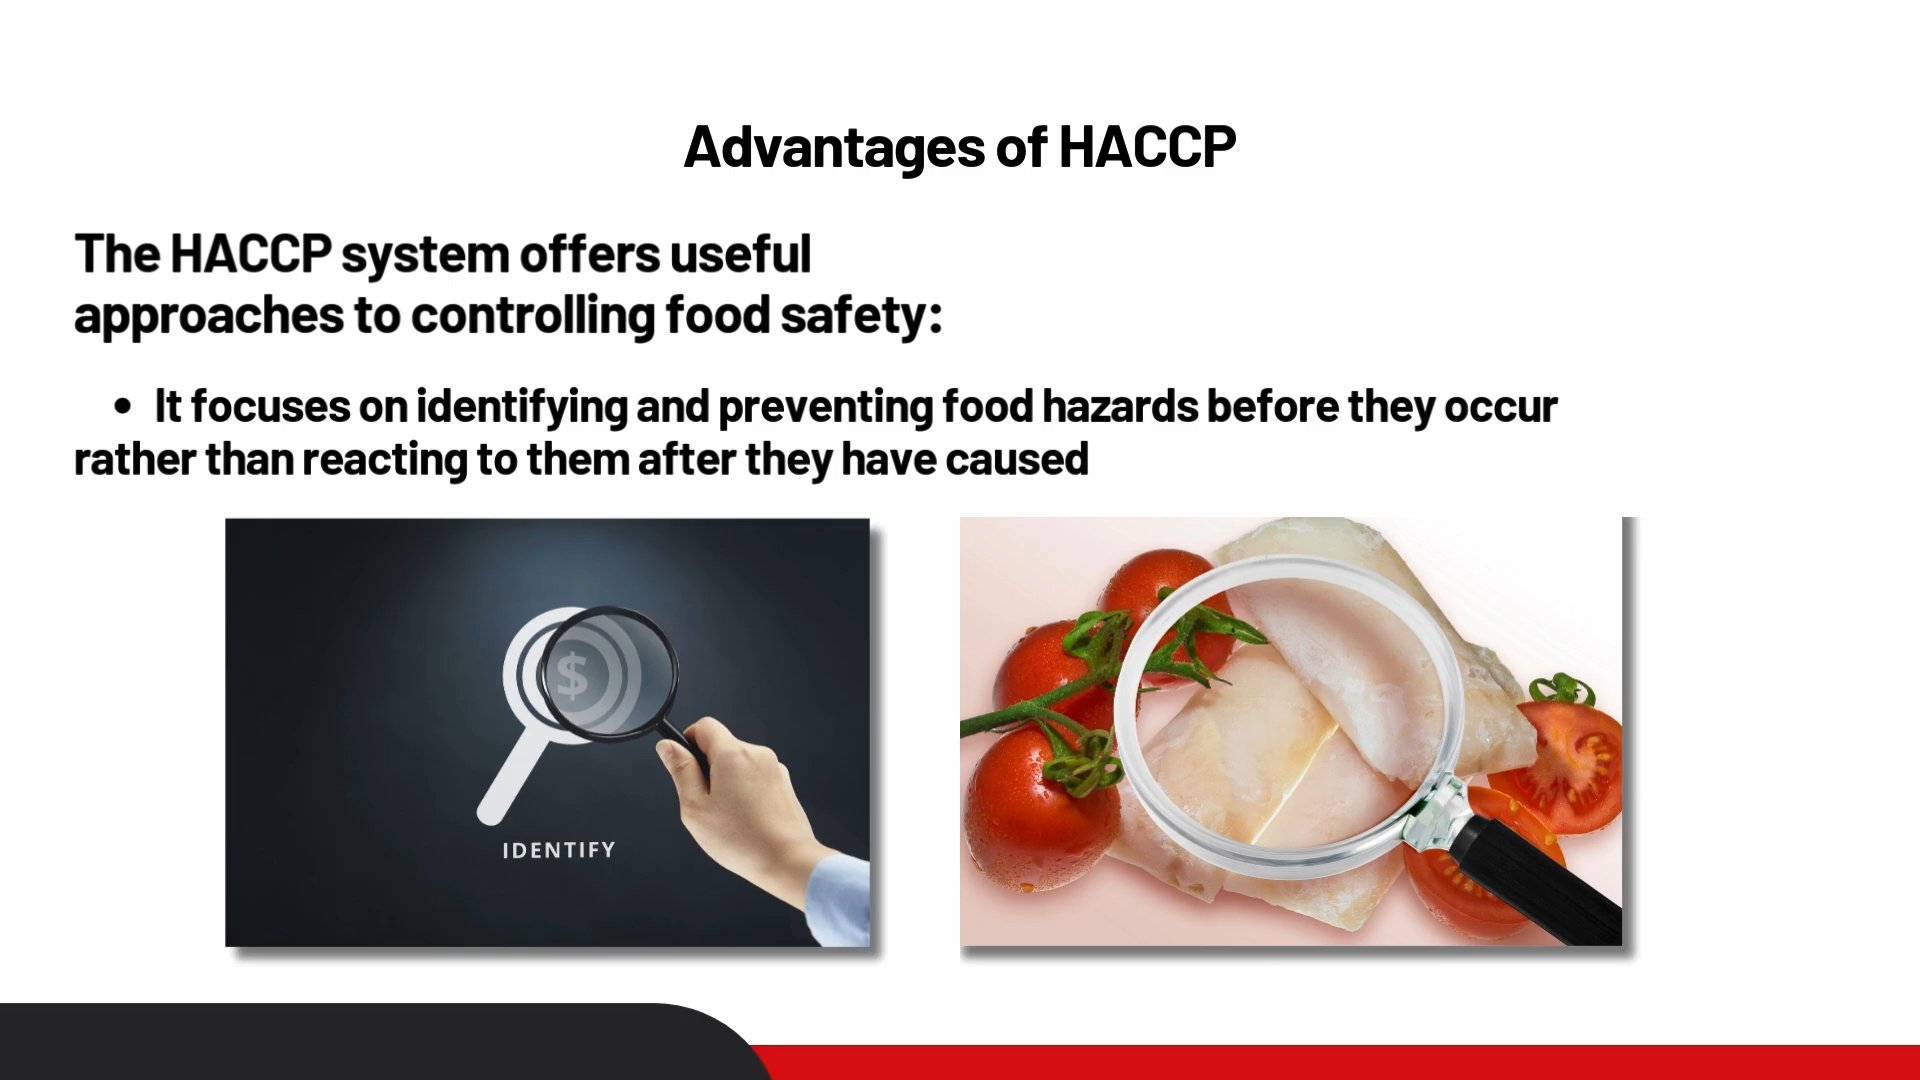 Advantages of HACCP
The HACCP system offers useful
approaches to controlling food safety:
• It focuses on identifying and preventing food hazards before they occur
rather than reacting to them after they have caused
$
IDENTIFY